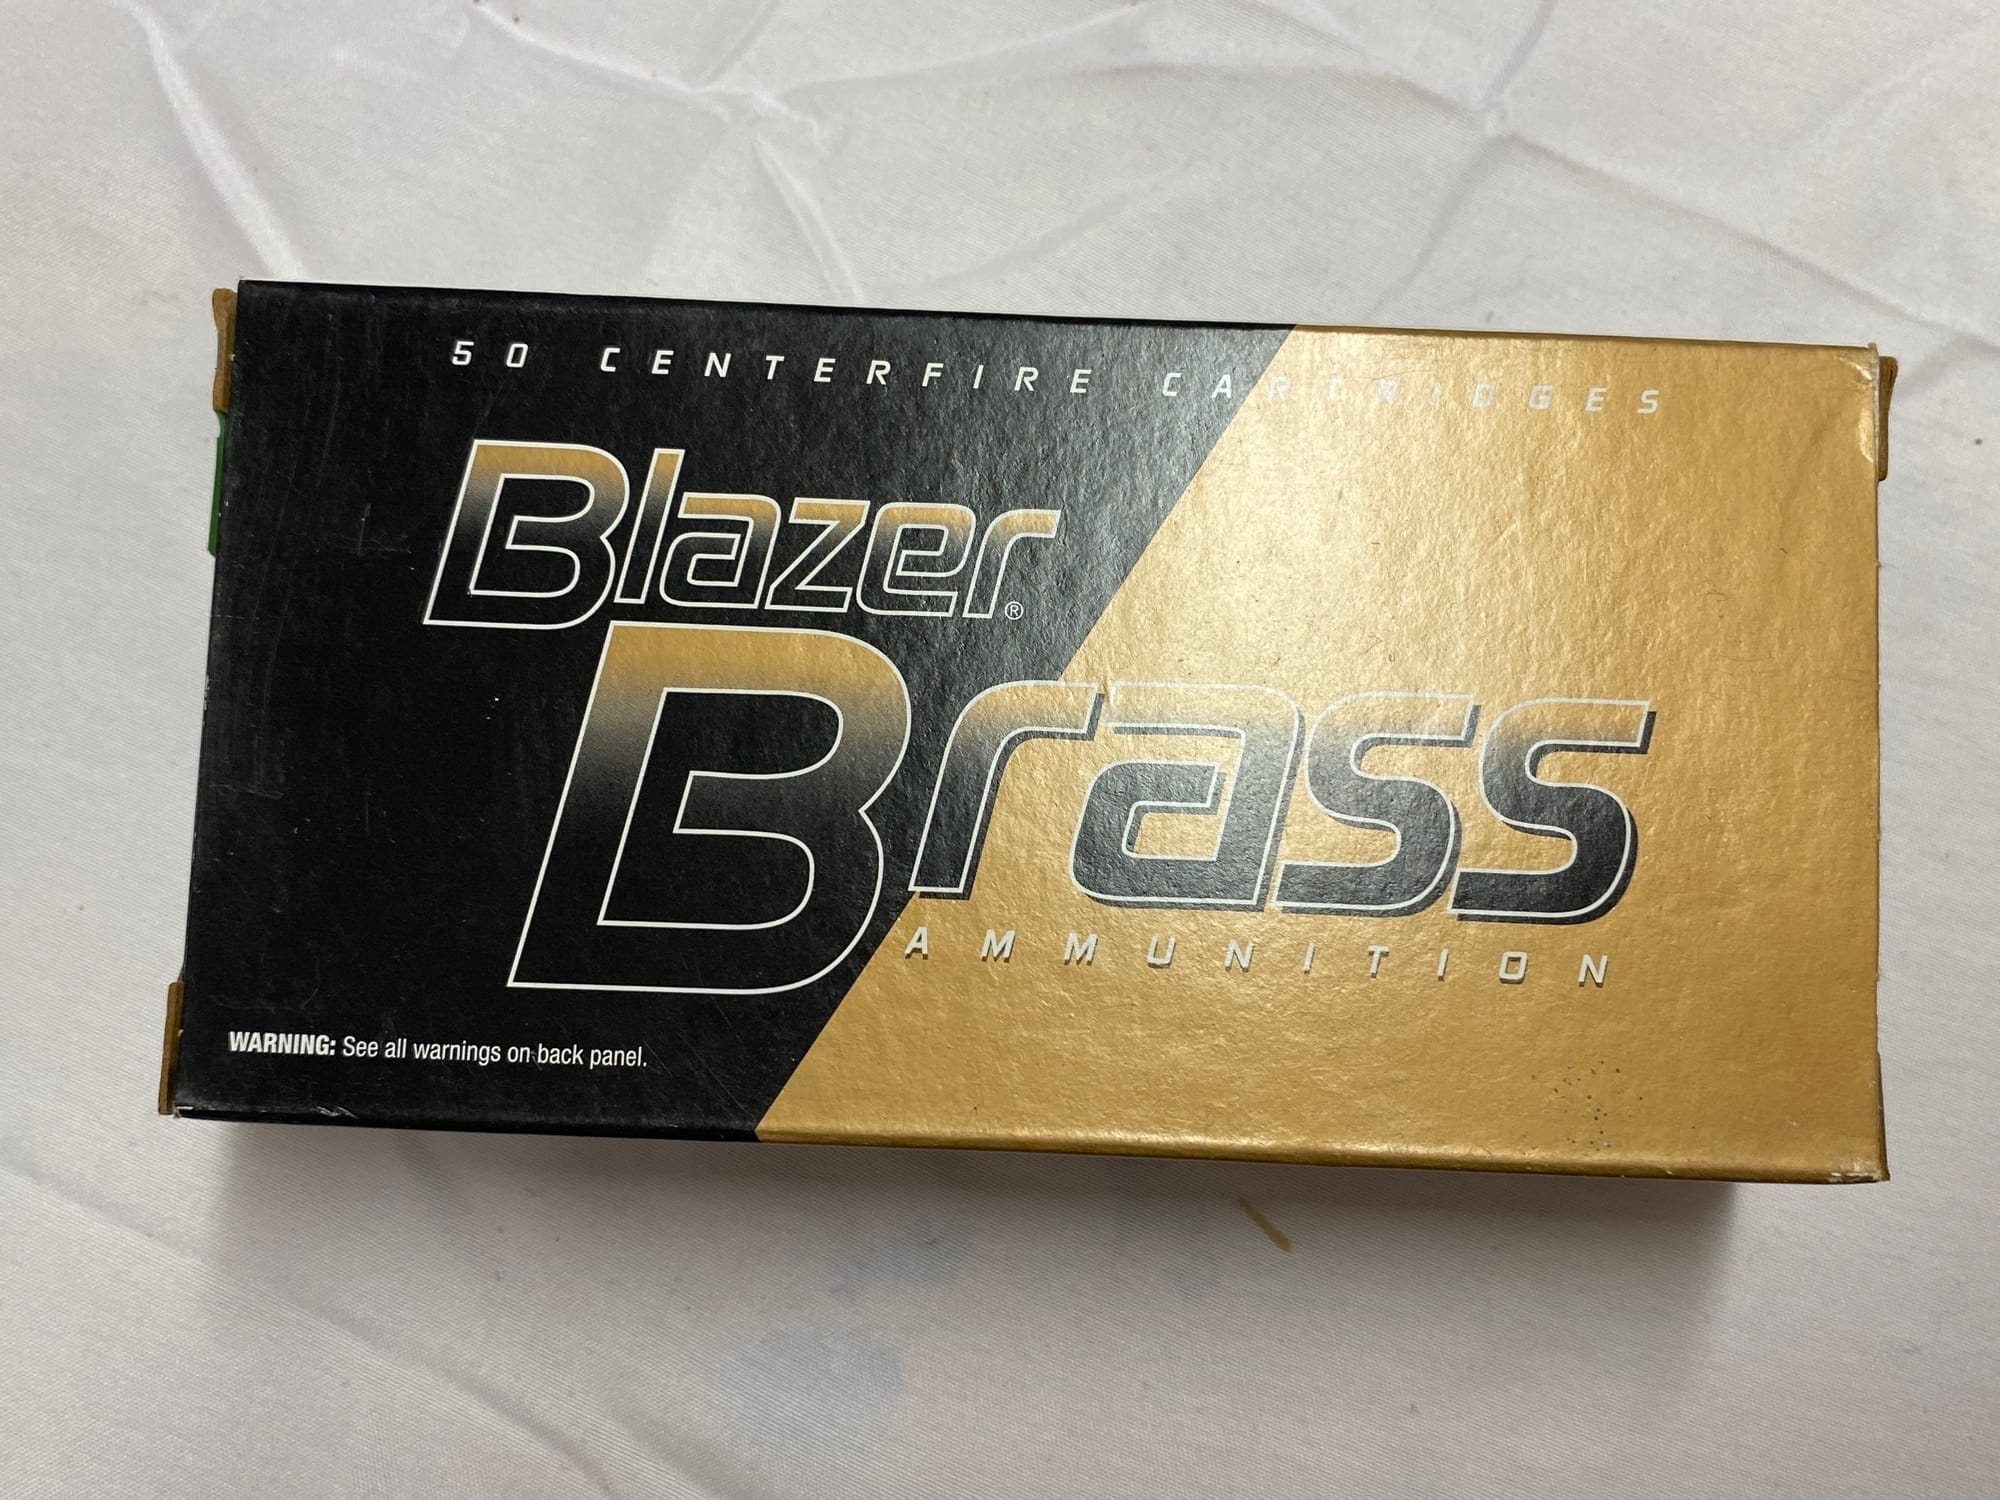 50 CENTERFIRE CARTRIDGES
Blazer®
Brass
AMMUNITION
WARNING: See all warnings on back panel.